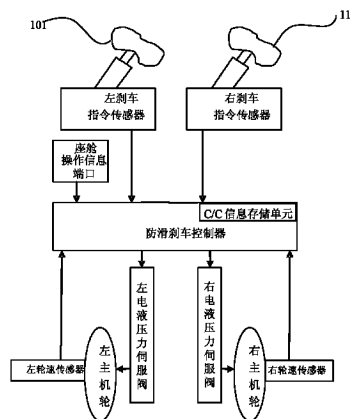 101
11
左刹车
指令传感器
右刹车
指令传感器
座舱
操作信息
端口
C/C 信息存储单元
防滑刹车控制器
左电液压力伺服阀
右电液压力伺服阀
左轮速传感器
左主机轮
右主机轮
右轮速传感器